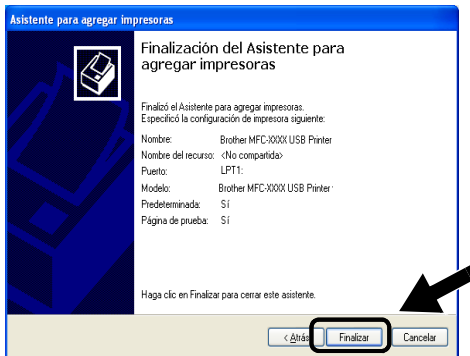 Asistente para agregar impresoras
Finalización del Asistente para
agregar impresoras
Finalizó el Asistente para agregar impresoras.
Especificó la configuración de impresora siguiente:
Nombre: Brother MFC-XXXX USB Printer
Nombre del recurso: <No compartida>
Puerto: LPT1:
Modelo: Brother MFC-XXXX USB Printer
Predeterminada: Sí
Página de prueba: Sí
Haga clic en Finalizar para cerrar este asistente.
< Atrás Finalizar Cancelar